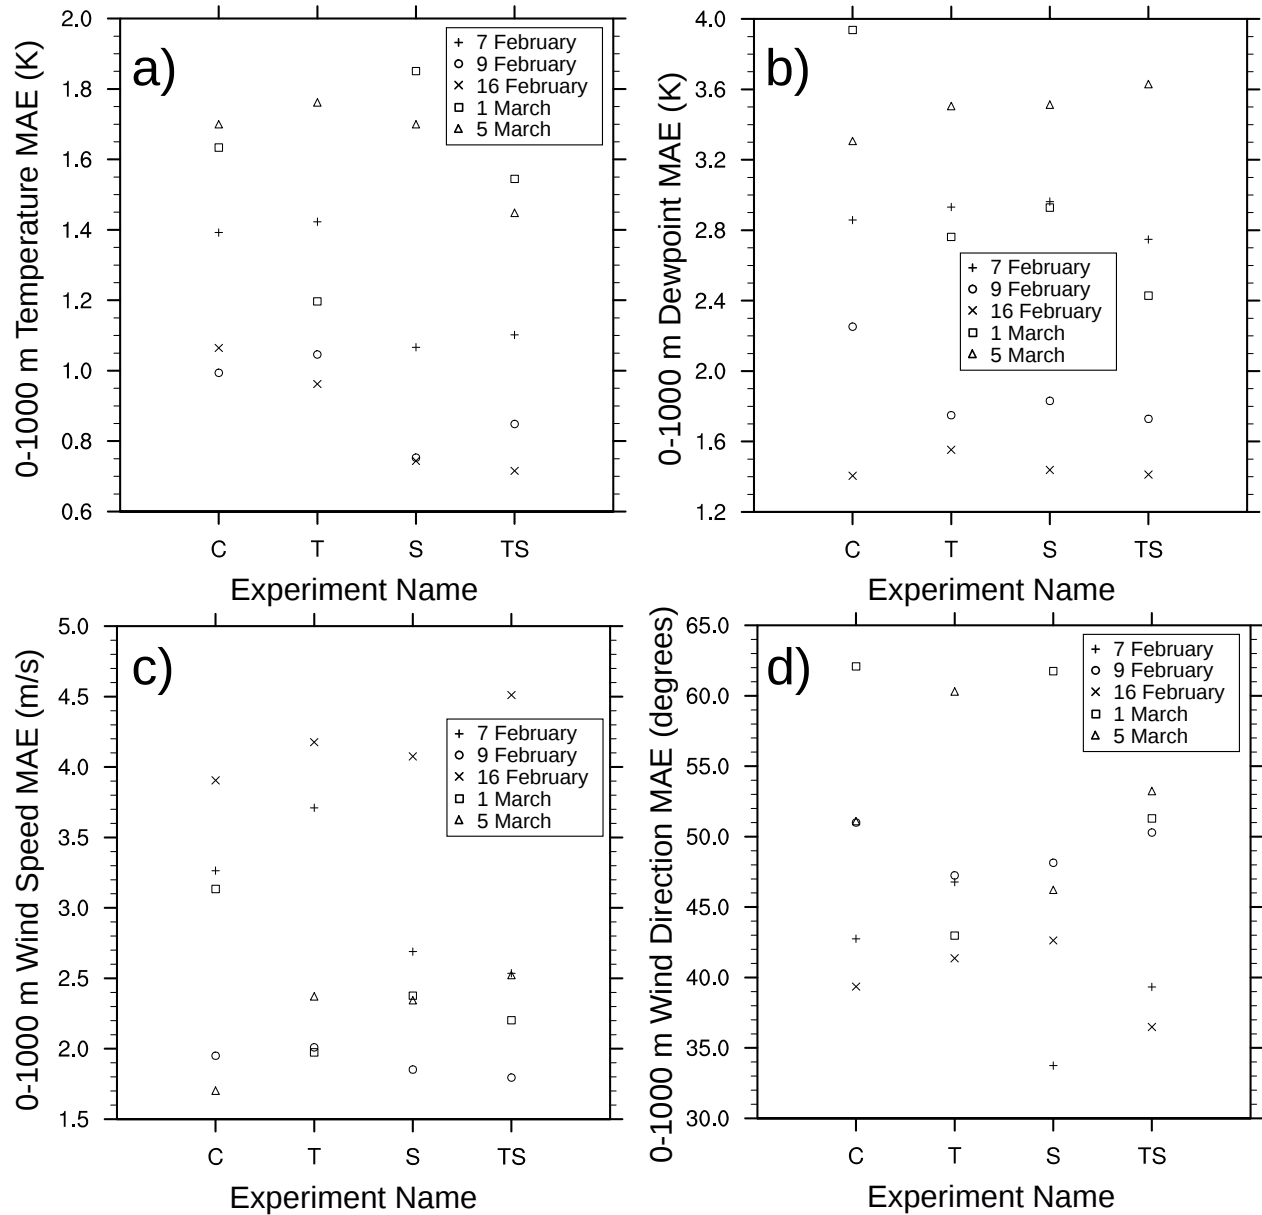 a)
0-1000 m Temperature MAE (K)
2.0
1.8
1.6
1.4
1.2
1.0
0.8
0.6
7 February
9 February
16 February
1 March
5 March
C T S TS
Experiment Name
b)
0-1000 m Dewpoint MAE (K)
4.0
3.6
3.2
2.8
2.4
2.0
1.6
1.2
7 February
9 February
16 February
1 March
5 March
C T S TS
Experiment Name
c)
0-1000 m Wind Speed MAE (m/s)
5.0
4.5
4.0
3.5
3.0
2.5
2.0
1.5
7 February
9 February
16 February
1 March
5 March
C T S TS
Experiment Name
d)
0-1000 m Wind Direction MAE (degrees)
65.0
60.0
55.0
50.0
45.0
40.0
35.0
30.0
7 February
9 February
16 February
1 March
5 March
C T S TS
Experiment Name